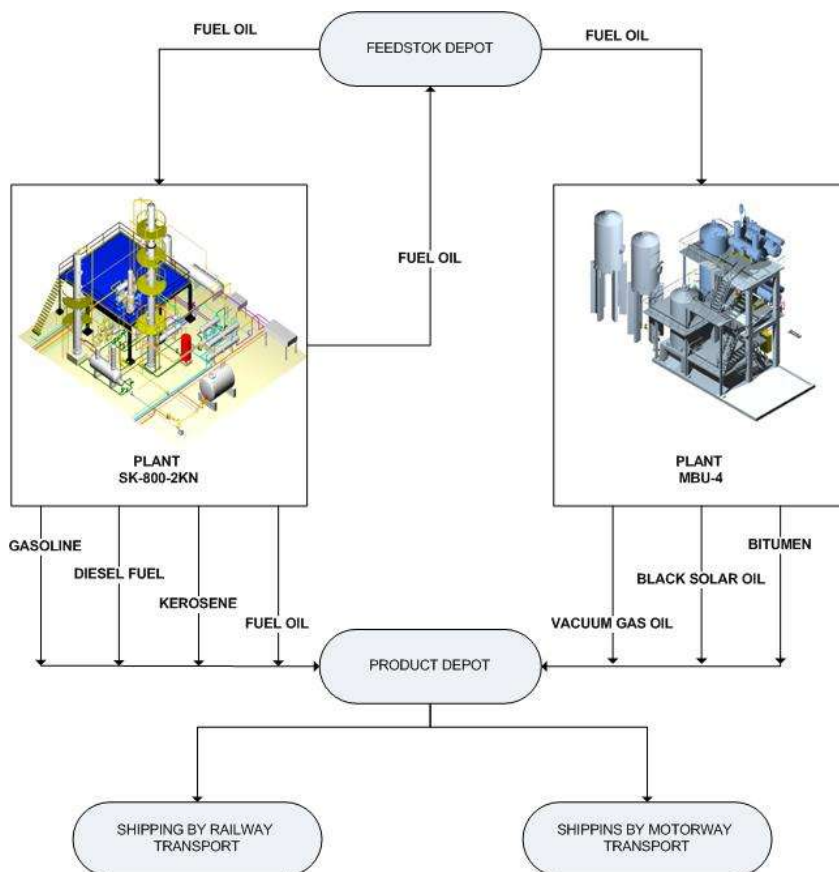 FUEL OIL
FEEDSTOK DEPOT
FUEL OIL
FUEL OIL
PLANT
SK-800-2KN
PLANT
MBU-4
GASOLINE
DIESEL FUEL
KEROSENE
FUEL OIL
BITUMEN
BLACK SOLAR OIL
VACUUM GAS OIL
PRODUCT DEPOT
SHIPPING BY RAILWAY
TRANSPORT
SHIPPINS BY MOTORWAY
TRANSPORT